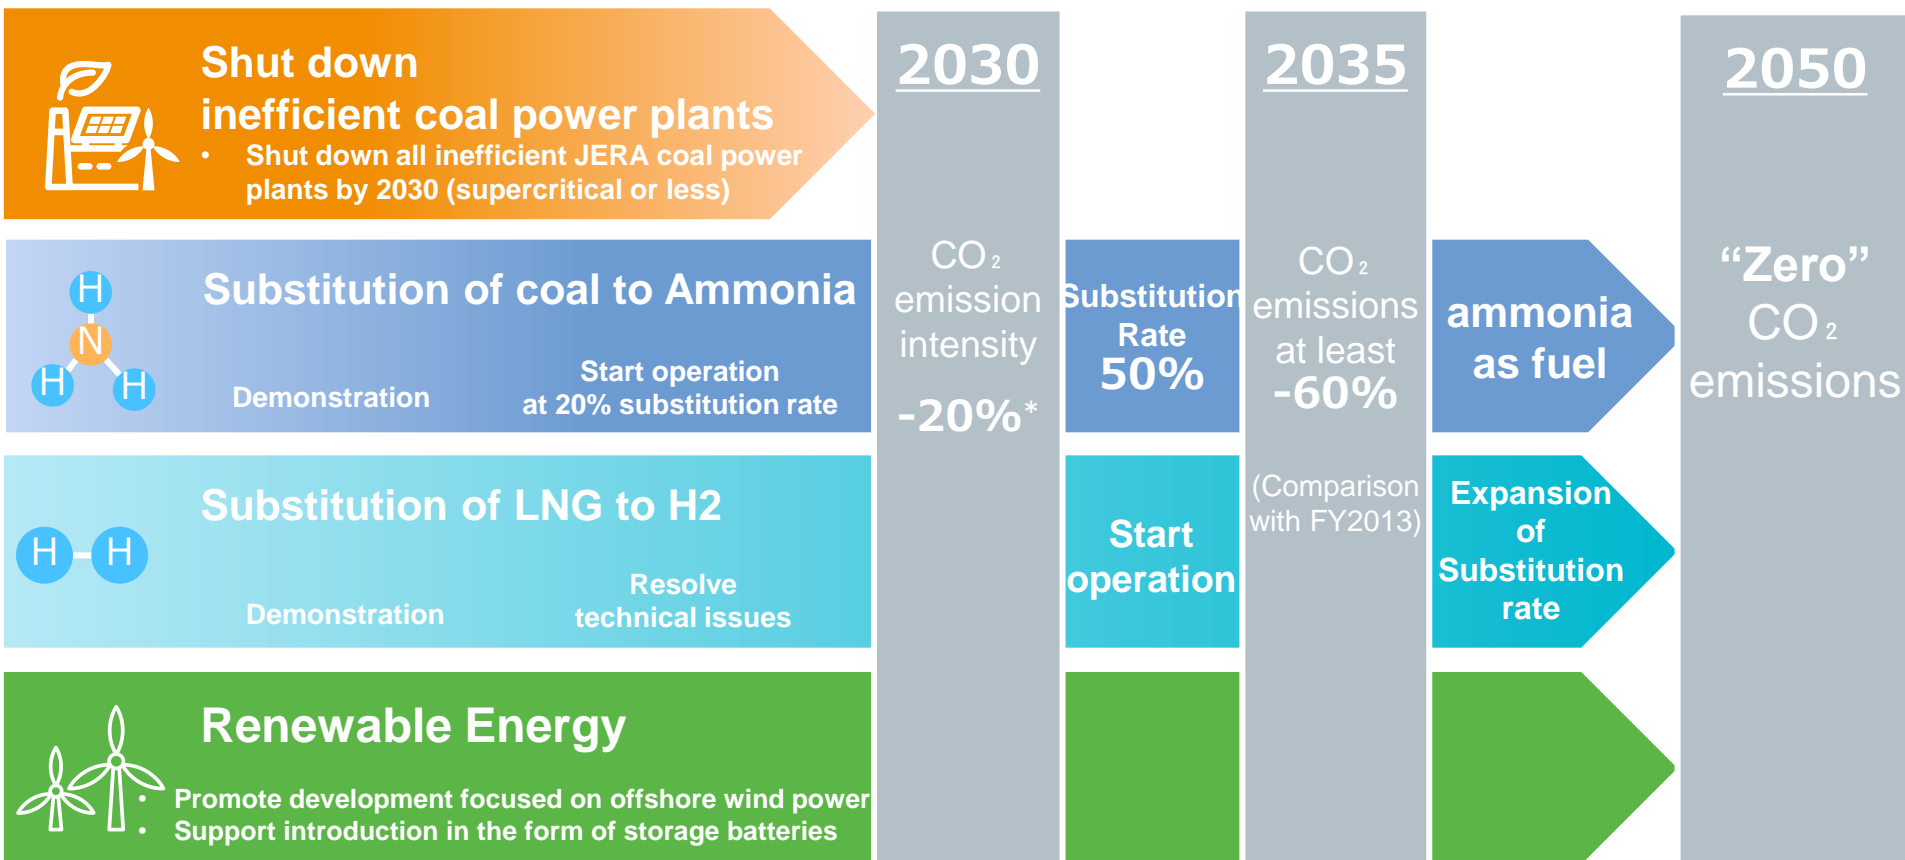 Shut down
inefficient coal power plants
• Shut down all inefficient JERA coal power
plants by 2030 (supercritical or less)
H
N
H
H
Substitution of coal to Ammonia
Demonstration
Start operation
at 20% substitution rate
H H
Substitution of LNG to H2
Demonstration
Resolve
technical issues
Renewable Energy
• Promote development focused on offshore wind power
• Support introduction in the form of storage batteries
2030
CO₂
emission
intensity
-20%*
Substitution
Rate
50%
Start
operation
2035
CO₂
emissions
at least
-60%
(Comparison
with FY2013)
ammonia
as fuel
Expansion
of
Substitution
rate
2050
“Zero”
CO₂
emissions